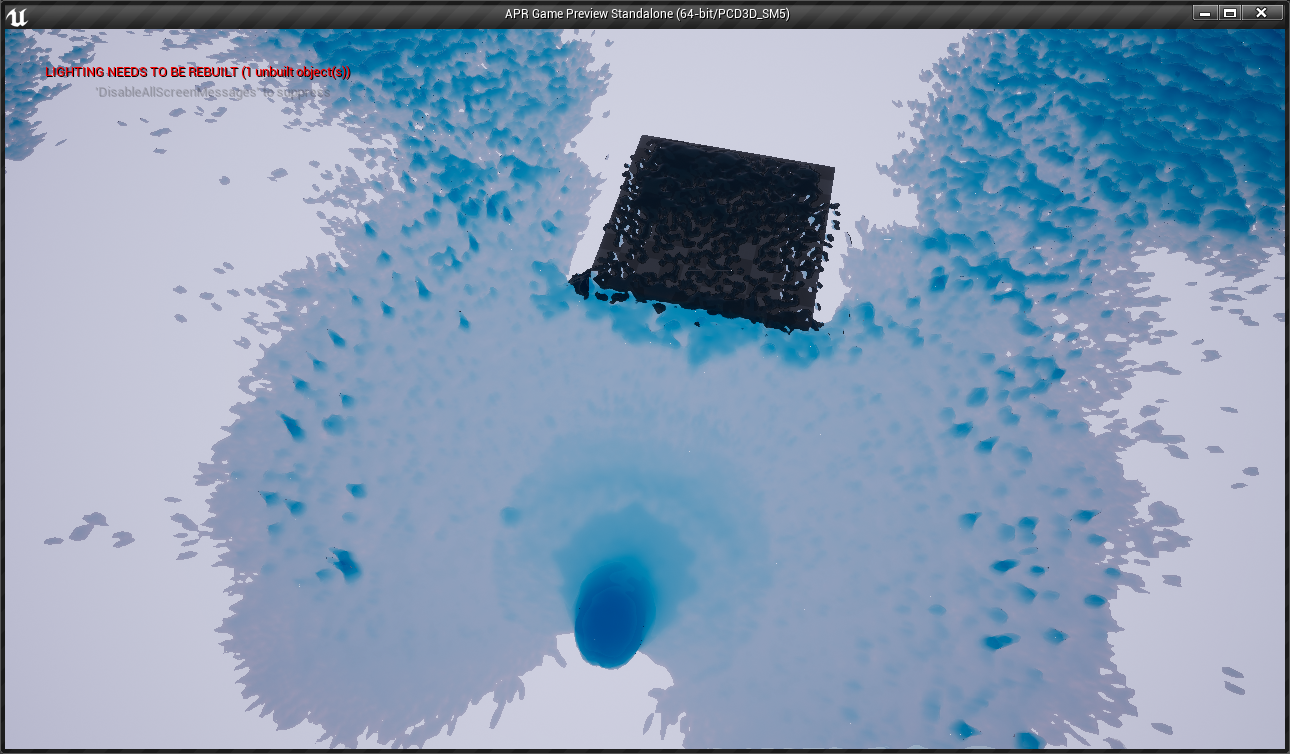 APR Game Preview Standalone (64-bit/PCD3D_SM5)
LIGHTING NEEDS TO BE REBUILT (1 unbuilt object(s))
'DisableAllScreenMessages' to suppress